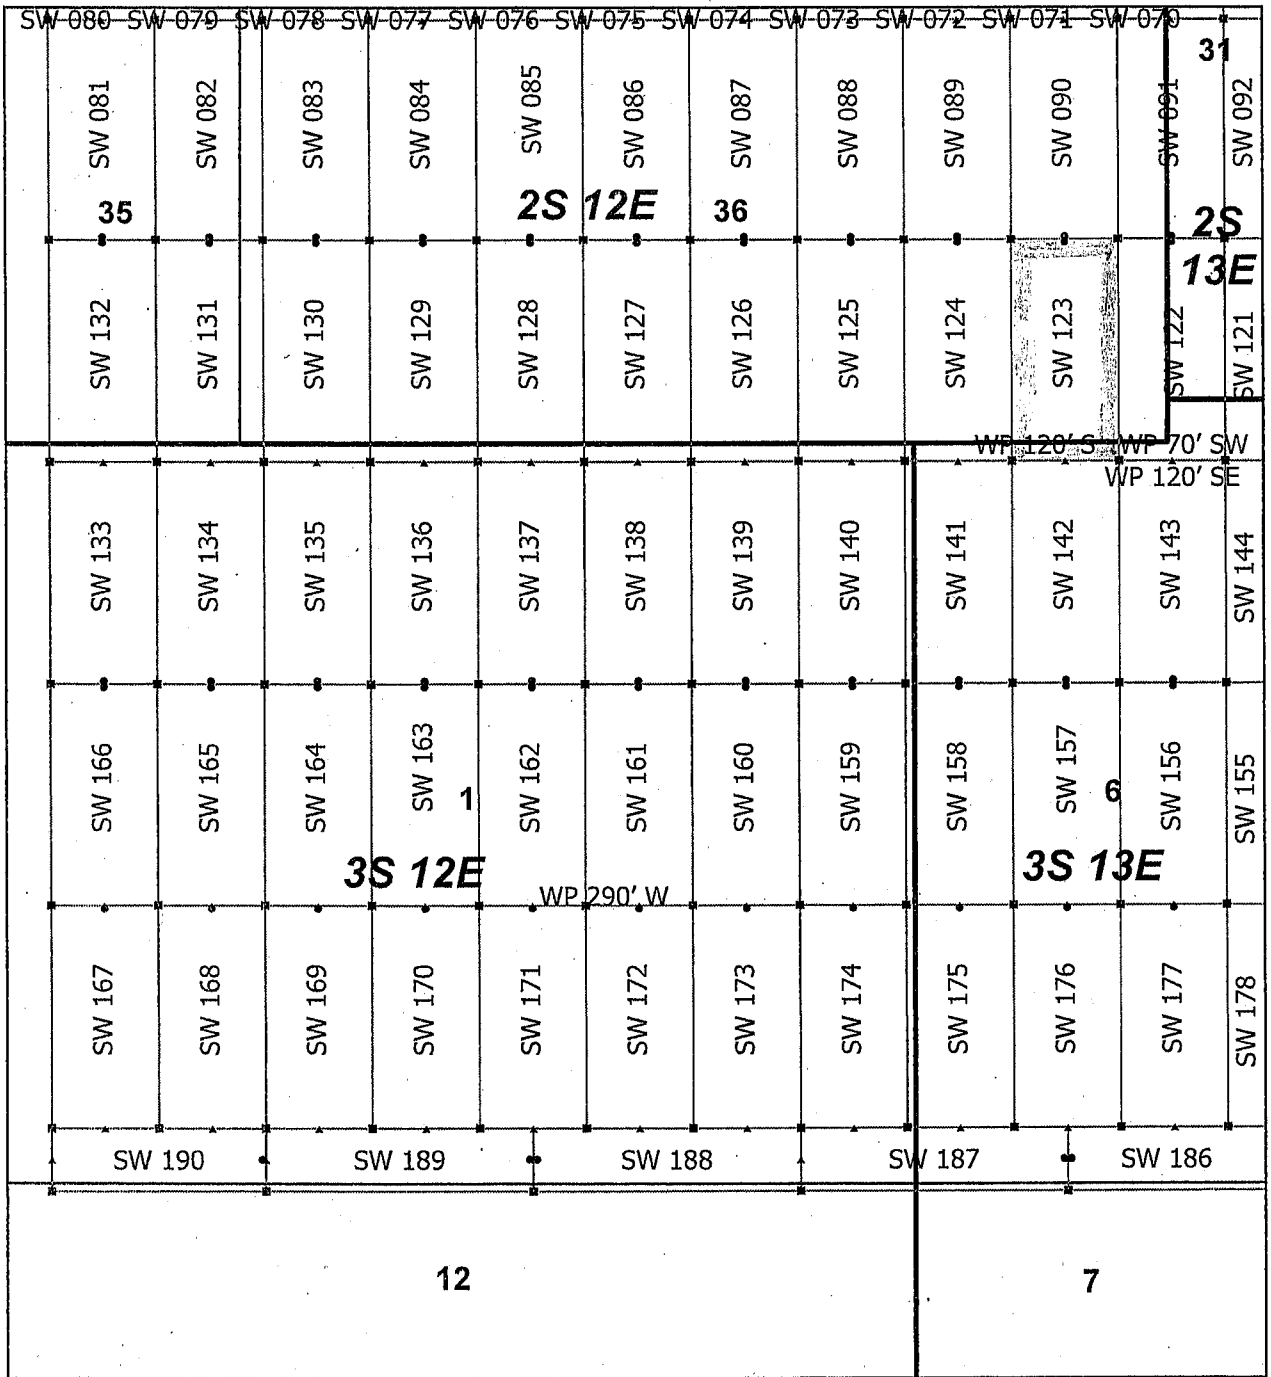 SW 080 SW 079 SW 078 SW 077 SW 076 SW 075 SW 074 SW 073 SW 072 SW 071 SW 070
31
SW 081 SW 082 SW 083 SW 084 SW 085 SW 086 SW 087 SW 088 SW 089 SW 090 SW 091 SW 092
35 2S 12E 36 2S
13E
SW 132 SW 131 SW 130 SW 129 SW 128 SW 127 SW 126 SW 125 SW 124 SW 123 SW 122 SW 121
WP 120' S WP 70' SW
WP 120' SE
SW 133 SW 134 SW 135 SW 136 SW 137 SW 138 SW 139 SW 140 SW 141 SW 142 SW 143 SW 144
SW 166 SW 165 SW 164 SW 163 SW 162 SW 161 SW 160 SW 159 SW 158 SW 157 SW 156 SW 155
1 6
3S 12E 3S 13E
WP 290' W
SW 167 SW 168 SW 169 SW 170 SW 171 SW 172 SW 173 SW 174 SW 175 SW 176 SW 177 SW 178
SW 190 SW 189 SW 188 SW 187 SW 186
12 7